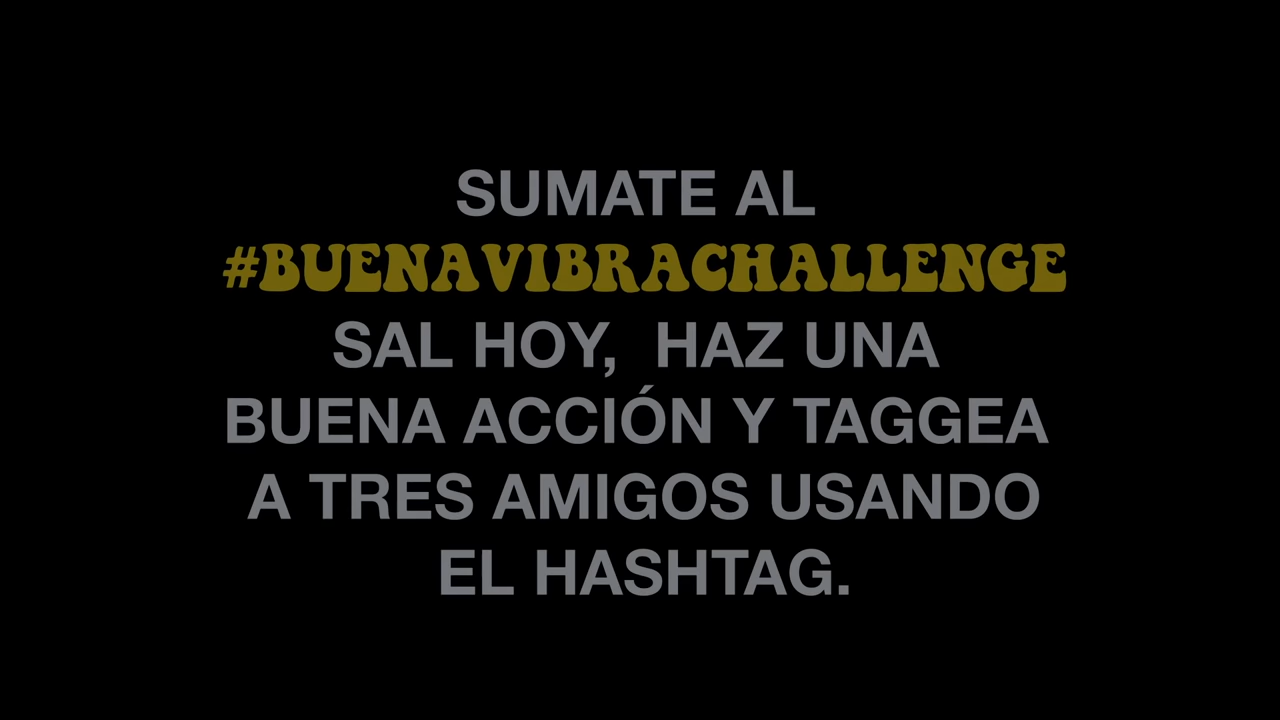 SUMATE AL
#BUENAVIBRACHALLENGE
SAL HOY, HAZ UNA
BUENA ACCIÓN Y TAGGEA
A TRES AMIGOS USANDO
EL HASHTAG.